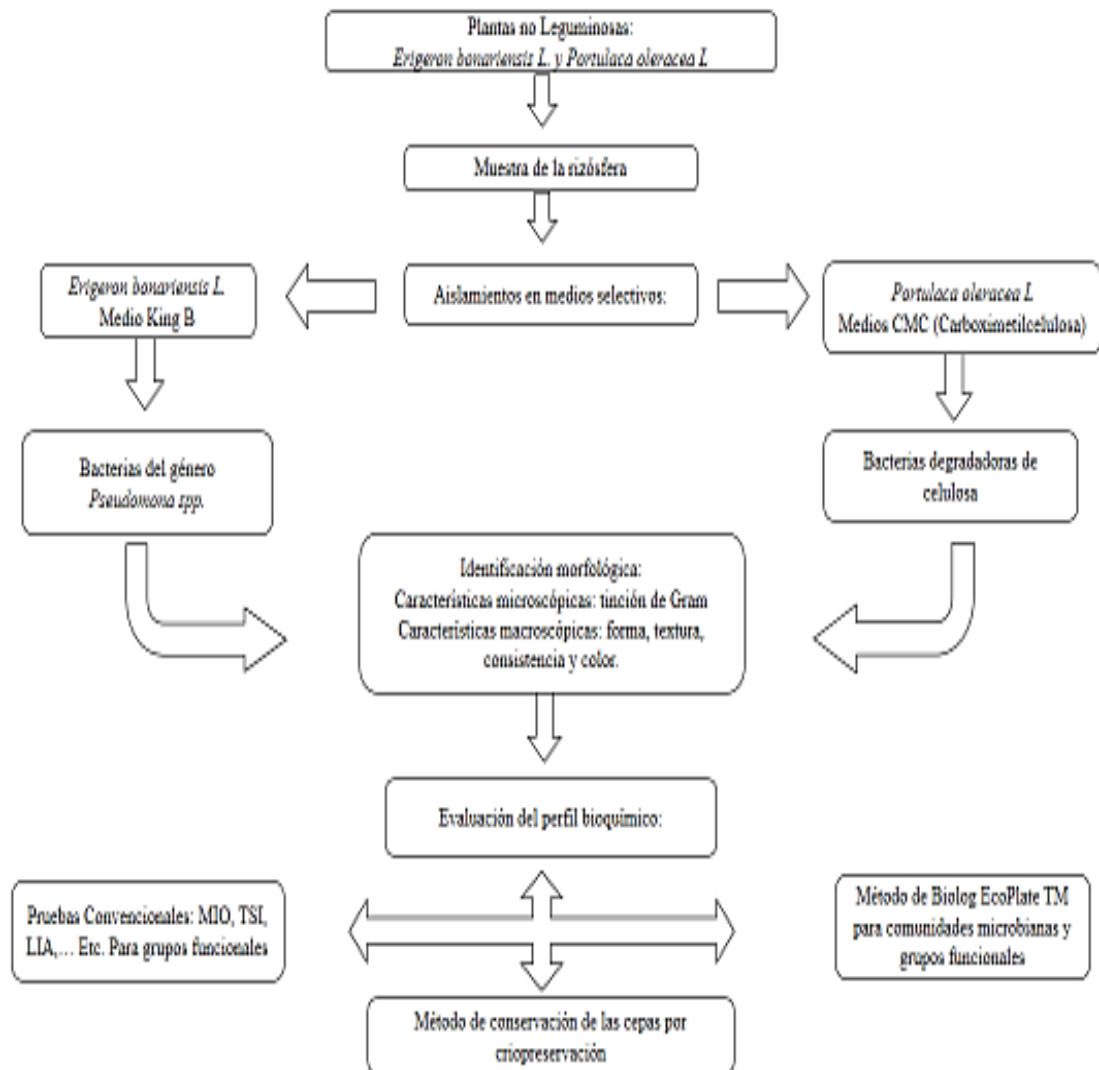 Plantas no Leguminosas:
Erigeron bonariensis L. y Portulaca oleracea L
Muestra de la rizósfera
Erigeron bonariensis L.
Medio King B
Aislamientos en medios selectivos:
Portulaca oleracea L
Medios CMC (Carboximetilcelulosa)
Bacterias del género
Pseudomona spp.
Bacterias degradadoras de
celulosa
Identificación morfológica:
Características microscópicas: tinción de Gram
Características macroscópicas: forma, textura,
consistencia y color.
Evaluación del perfil bioquímico:
Pruebas Convencionales: MIO, TSI,
LIA,... Etc. Para grupos funcionales
Método de Biolog EcoPlate TM
para comunidades microbianas y
grupos funcionales
Método de conservación de las cepas por
criopreservación